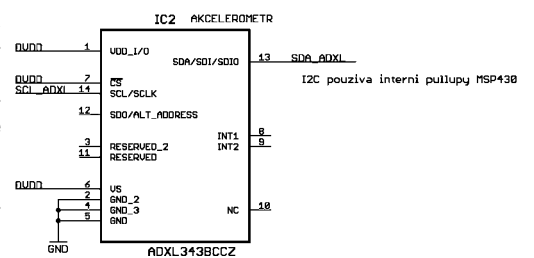 IC2 AKCELEROMETR
DVDD 1 VDD_I/O
SDA/SDI/SDIO 13 SDA_ADXL
I2C pouziva interni pullupy MSP430
DVDD 7 CS
SCL_ADXL 14 SCL/SCLK
12 SDO/ALT_ADDRESS
INT1 8
INT2 9
3 RESERVED_2
11 RESERVED
DVDD 6 VS
2 GND_2
4 GND_3
5 GND
NC 10
GND
ADXL343BCCZ